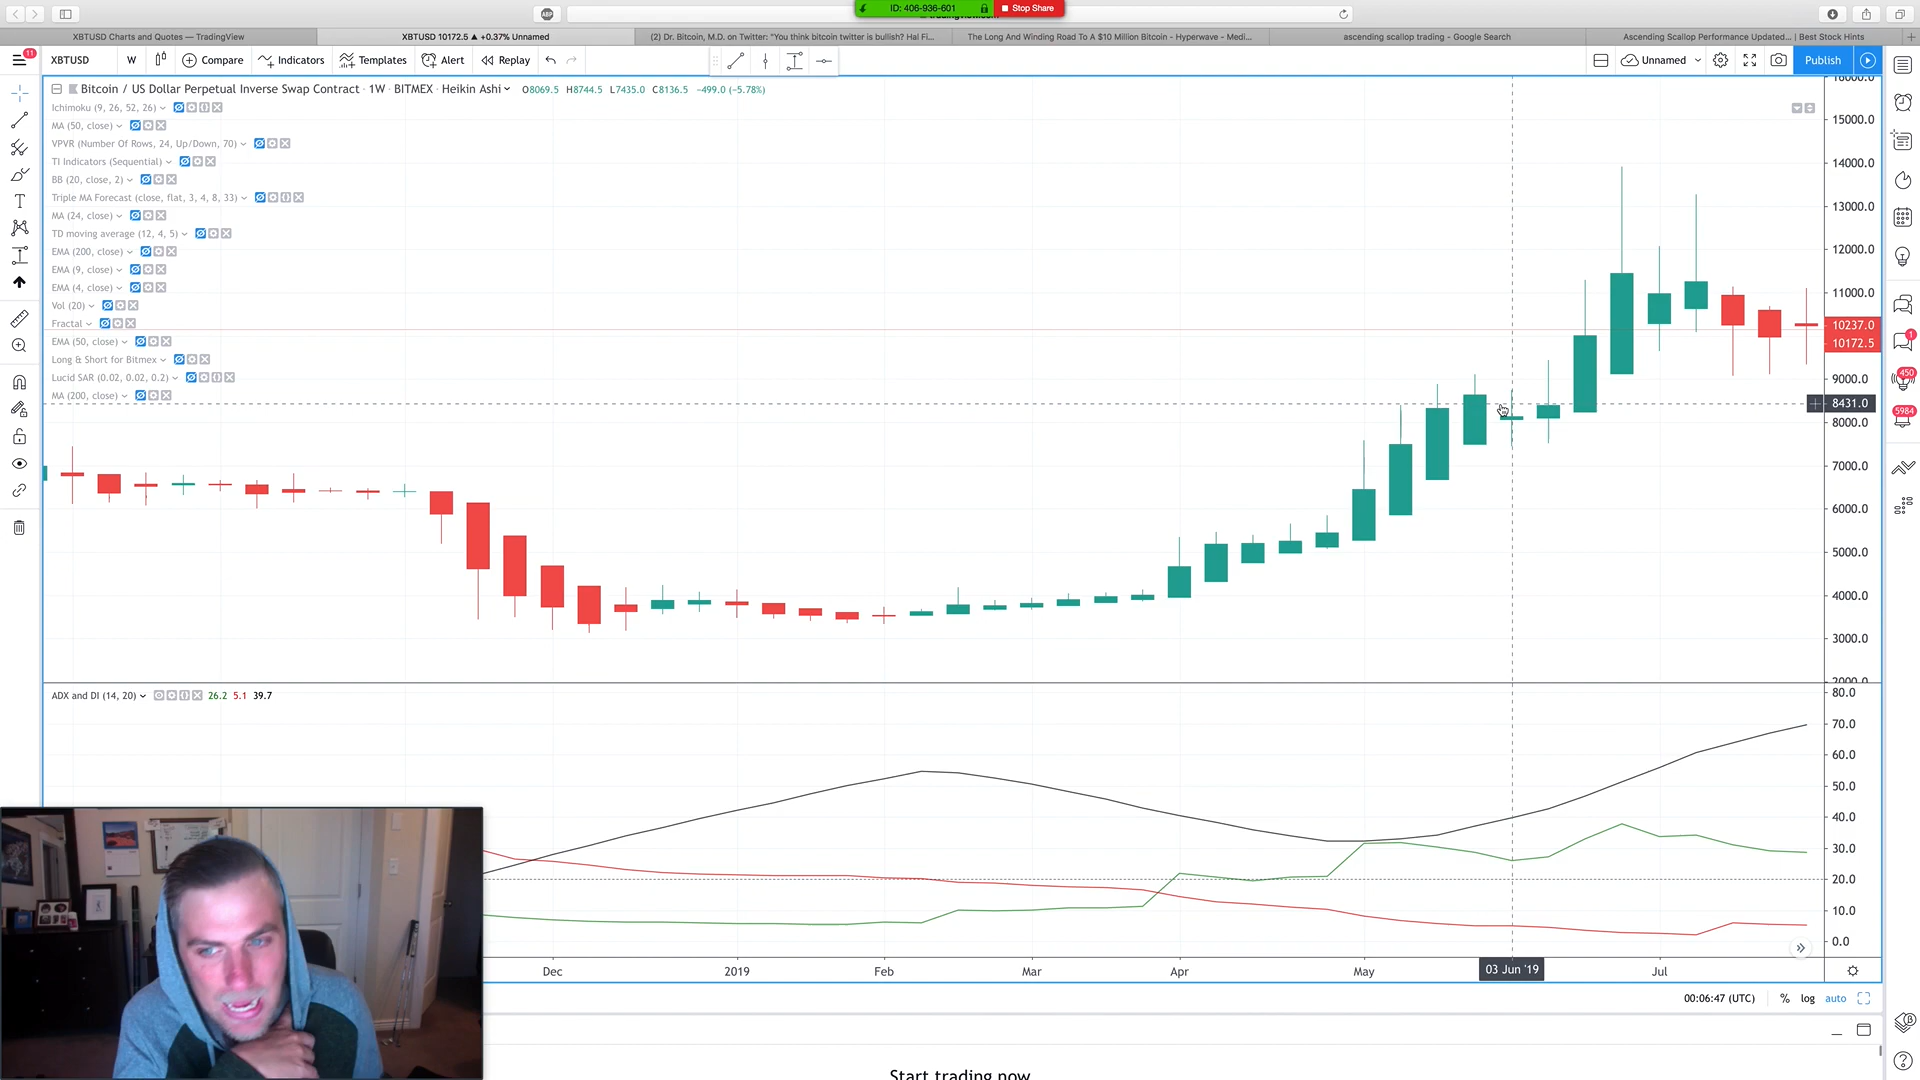 ID: 406-936-601 Stop Share
XBTUSD Charts and Quotes — TradingView
XBTUSD 10172.5 ▲ +0.37% Unnamed
(2) Dr. Bitcoin, M.D. on Twitter: "You think bitcoin twitter is bullish? Hal Fi...
The Long And Winding Road To A $10 Million Bitcoin - Hyperwave - Medi...
ascending scallop trading - Google Search
Ascending Scallop Performance Updated... | Best Stock Hints
11
XBTUSD W Compare Indicators Templates Alert Replay Unnamed Publish
Bitcoin / US Dollar Perpetual Inverse Swap Contract · 1W · BITMEX · Heikin Ashi O8069.5 H8744.5 L7435.0 C8136.5 −499.0 (−5.78%)
Ichimoku (9, 26, 52, 26)
MA (50, close)
VPVR (Number Of Rows, 24, Up/Down, 70)
TI Indicators (Sequential)
BB (20, close, 2)
Triple MA Forecast (close, flat, 3, 4, 8, 33)
MA (24, close)
TD moving average (12, 4, 5)
EMA (200, close)
EMA (9, close)
EMA (4, close)
Vol (20)
Fractal
EMA (50, close)
Long & Short for Bitmex
Lucid SAR (0.02, 0.02, 0.2)
MA (200, close)
16000.0
15000.0
14000.0
13000.0
12000.0
11000.0
10237.0
10172.5
9000.0
8431.0
8000.0
7000.0
6000.0
5000.0
4000.0
3000.0
2000.0
1
450
5984
ADX and DI (14, 20) 26.2 5.1 39.7
80.0
70.0
60.0
50.0
40.0
30.0
20.0
10.0
0.0
Dec 2019 Feb Mar Apr May 03 Jun '19 Jul
00:06:47 (UTC) % log auto
Start trading now